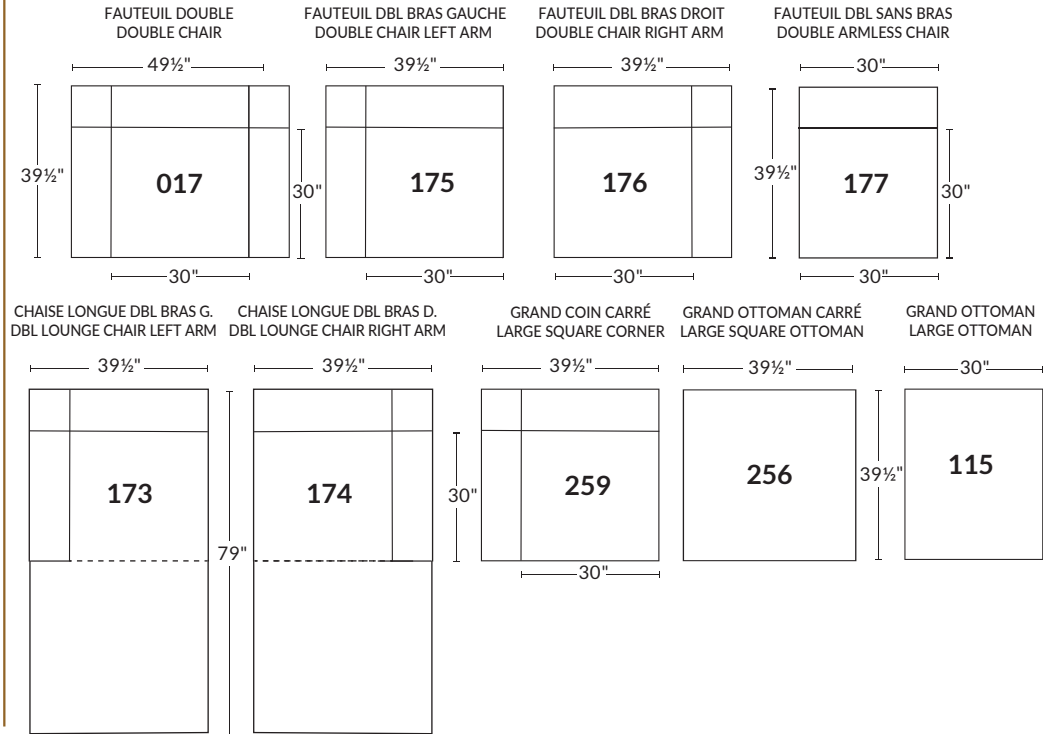 FAUTEUIL DOUBLE
DOUBLE CHAIR
49½"
39½"
017
30"
30"
FAUTEUIL DBL BRAS GAUCHE
DOUBLE CHAIR LEFT ARM
39½"
175
30"
FAUTEUIL DBL BRAS DROIT
DOUBLE CHAIR RIGHT ARM
39½"
176
30"
FAUTEUIL DBL SANS BRAS
DOUBLE ARMLESS CHAIR
30"
39½"
177
30"
30"
CHAISE LONGUE DBL BRAS G.
DBL LOUNGE CHAIR LEFT ARM
39½"
173
79"
CHAISE LONGUE DBL BRAS D.
DBL LOUNGE CHAIR RIGHT ARM
39½"
174
30"
GRAND COIN CARRÉ
LARGE SQUARE CORNER
39½"
259
30"
GRAND OTTOMAN CARRÉ
LARGE SQUARE OTTOMAN
39½"
256
39½"
GRAND OTTOMAN
LARGE OTTOMAN
30"
115